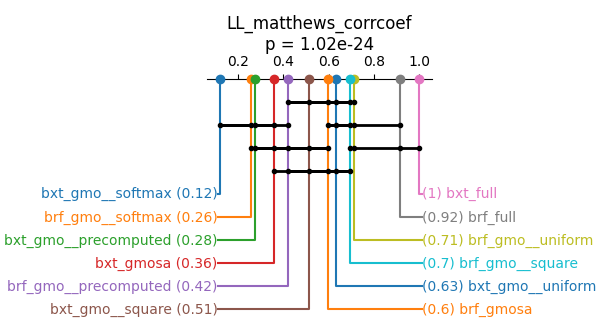 LL_matthews_corrcoef
p = 1.02e-24
0.2 0.4 0.6 0.8 1.0
bxt_gmo__softmax (0.12) (1) bxt_full
brf_gmo__softmax (0.26) (0.92) brf_full
bxt_gmo__precomputed (0.28) (0.71) brf_gmo__uniform
bxt_gmosa (0.36) (0.7) brf_gmo__square
brf_gmo__precomputed (0.42) (0.63) bxt_gmo__uniform
bxt_gmo__square (0.51) (0.6) brf_gmosa